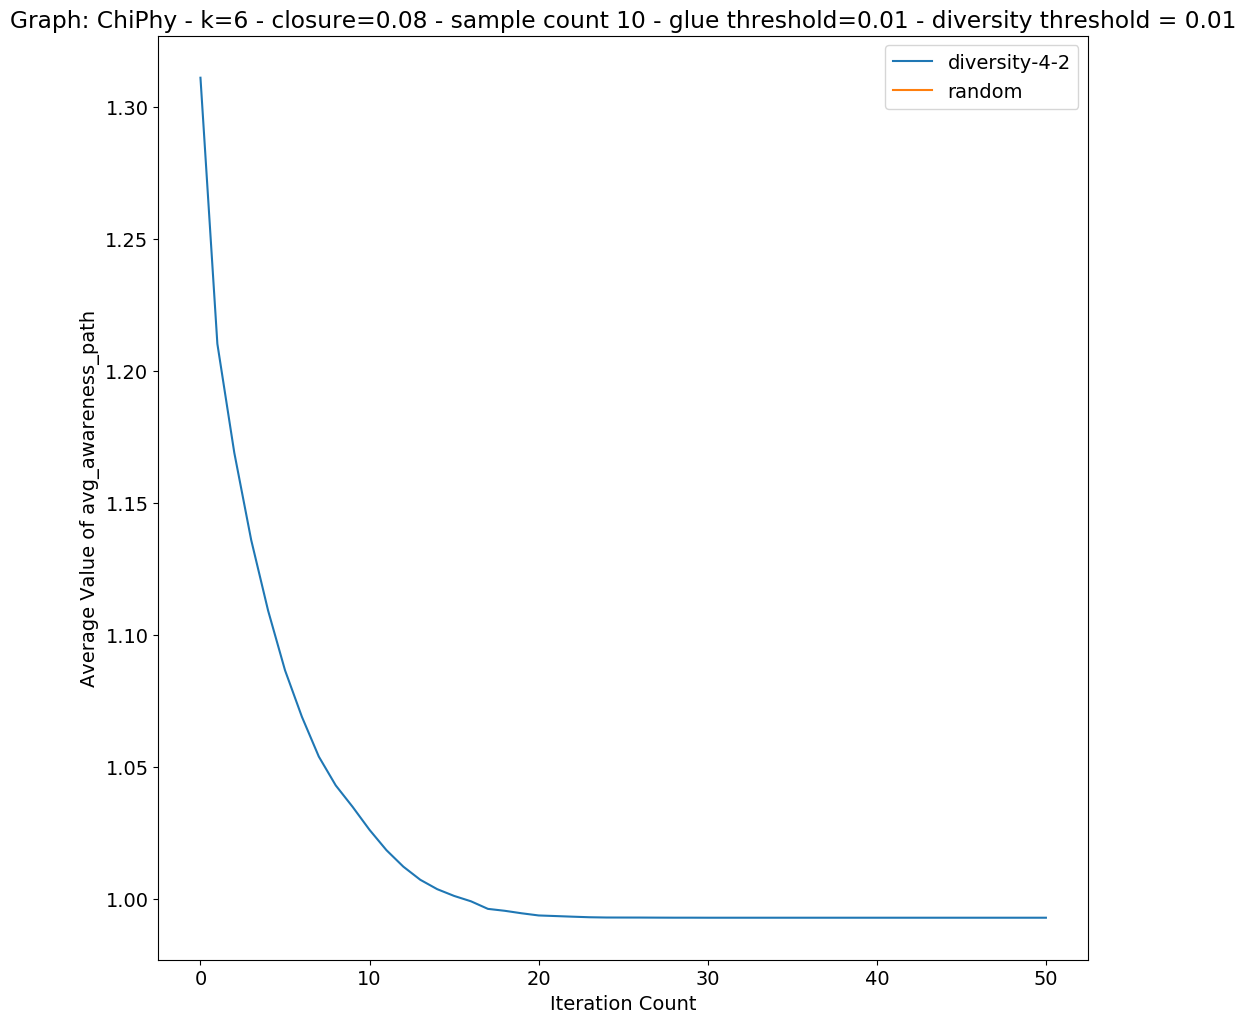 Graph: ChiPhy - k=6 - closure=0.08 - sample count 10 - glue threshold=0.01 - diversity threshold = 0.01
diversity-4-2
random
1.30
1.25
1.20
1.15
1.10
1.05
1.00
Average Value of avg_awareness_path
0 10 20 30 40 50
Iteration Count